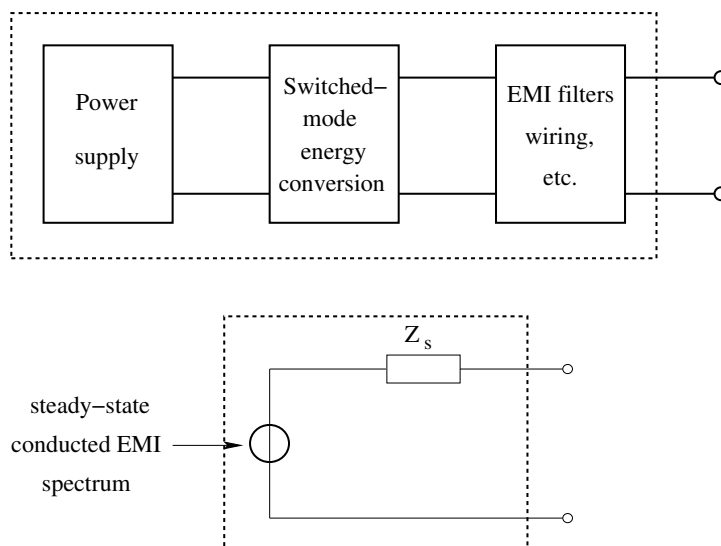 Power
supply
Switched−
mode
energy
conversion
EMI filters
wiring,
etc.
Z s
steady−state
conducted EMI
spectrum